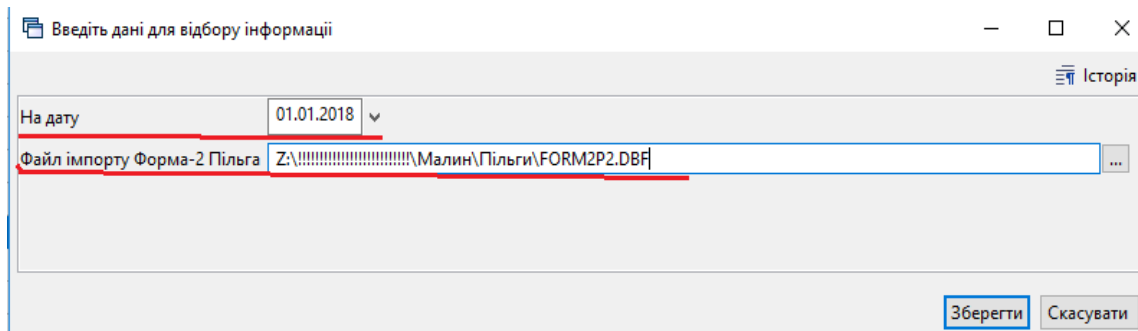 Введіть дані для відбору інформаціі
Історія
На дату 01.01.2018
Файл імпорту Форма-2 Пільга Z:\!!!!!!!!!!!!!!!!!!!!!!!!!!\Малин\Пільги\FORM2P2.DBF ...
Зберегти Скасувати